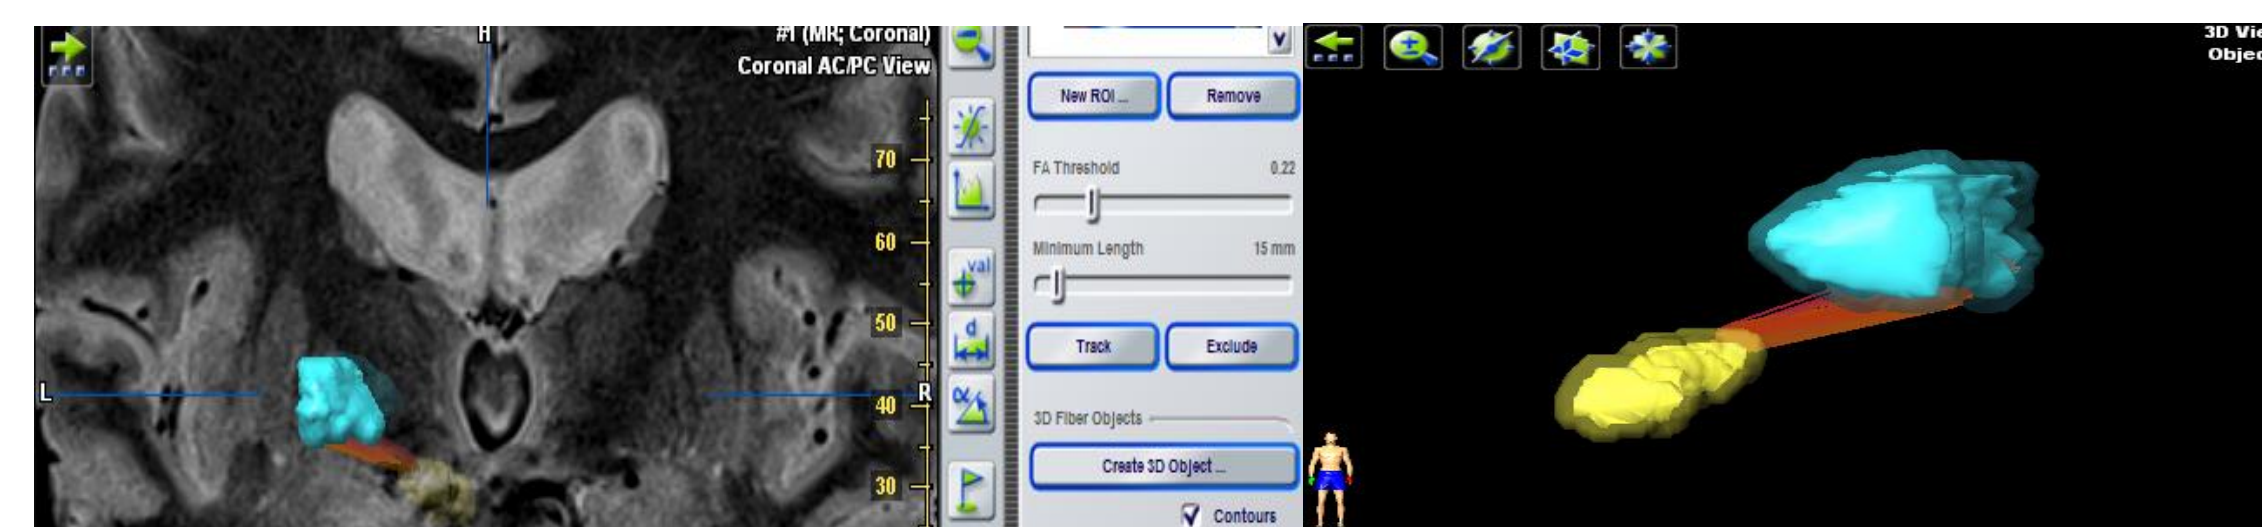 H
#1 (MR; Coronal)
Coronal AC/PC View
70
60
50
L
R
40
30
val
d
α
New ROI ...
Remove
FA Threshold
0.22
Minimum Length
15 mm
Track
Exclude
3D Fiber Objects
Create 3D Object ...
Contours
3D Vie
Objec